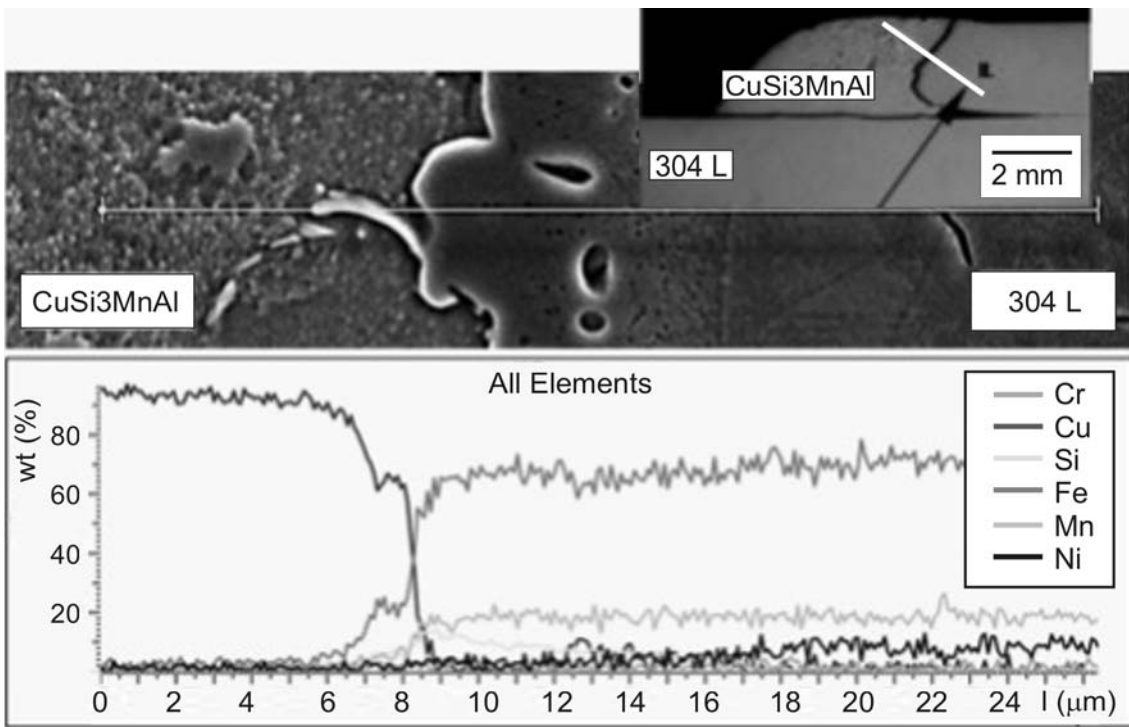 CuSi3MnAl
304 L
2 mm
CuSi3MnAl
304 L
All Elements
wt (%)
80
60
40
20
Cr
Cu
Si
Fe
Mn
Ni
0 2 4 6 8 10 12 14 16 18 20 22 24 l (μm)